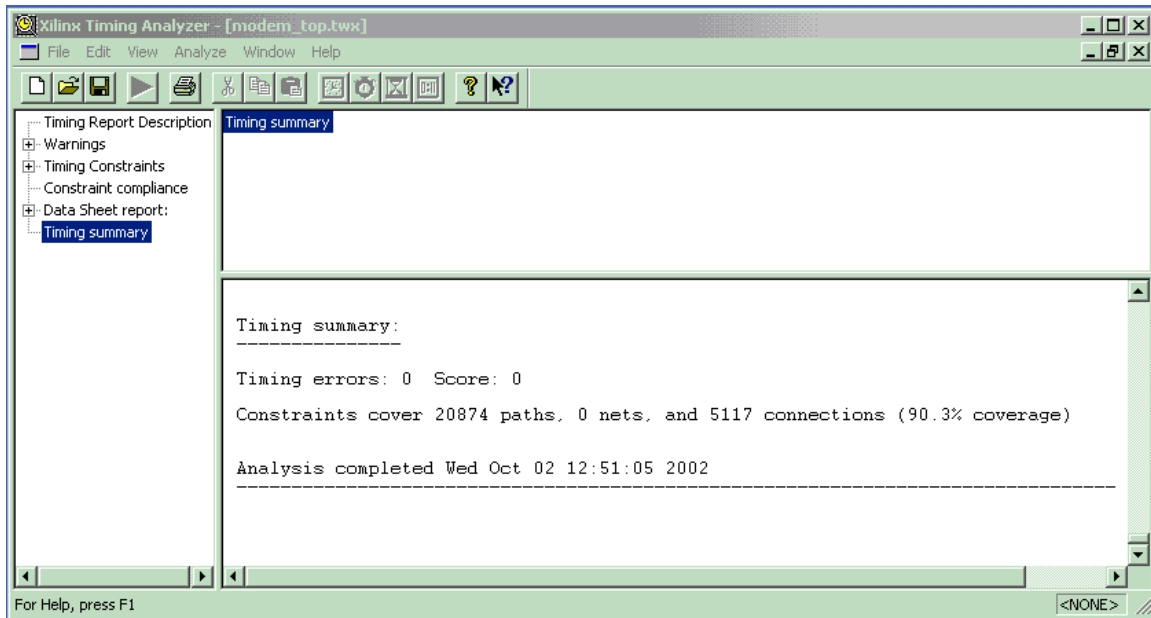 Xilinx Timing Analyzer - [modem_top.twx]
File Edit View Analyze Window Help
Timing Report Description
Warnings
Timing Constraints
Constraint compliance
Data Sheet report:
Timing summary
Timing summary
Timing summary:
---------------
Timing errors: 0  Score: 0
Constraints cover 20874 paths, 0 nets, and 5117 connections (90.3% coverage)
Analysis completed Wed Oct 02 12:51:05 2002
--------------------------------------------------------------------------------
For Help, press F1
<NONE>